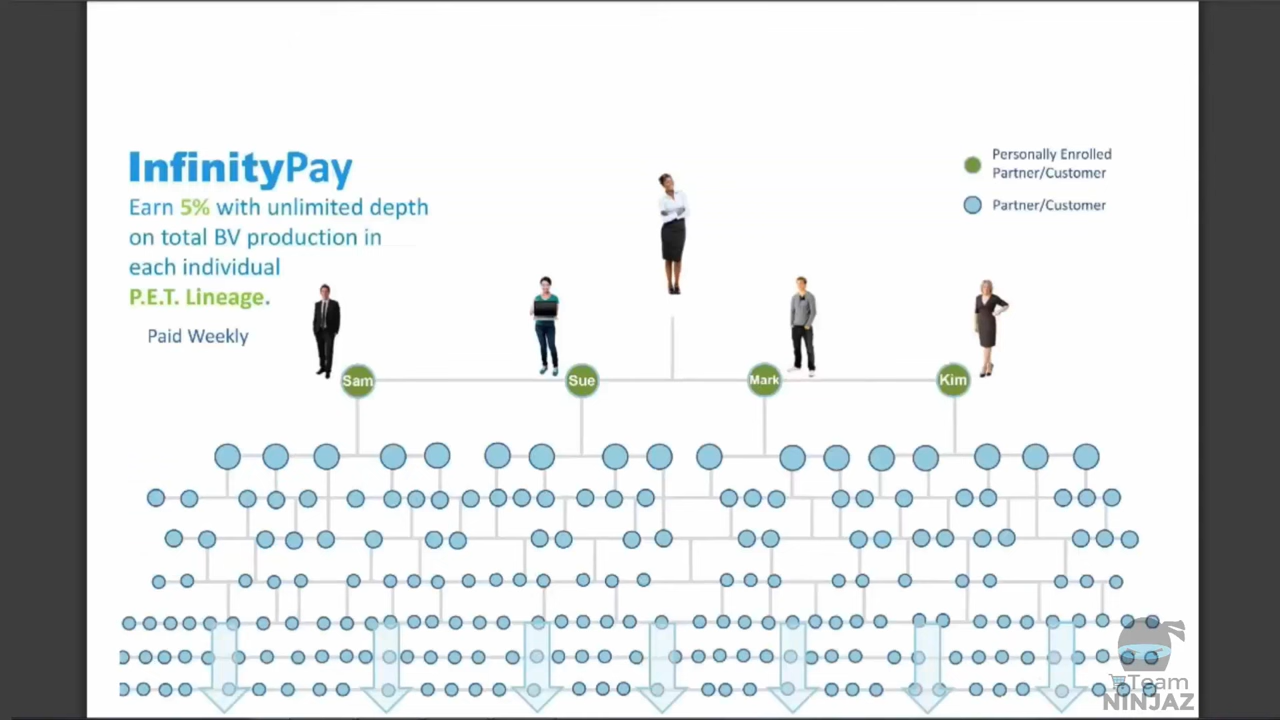 InfinityPay
Earn 5% with unlimited depth
on total BV production in
each individual
P.E.T. Lineage.
Paid Weekly
Personally Enrolled
Partner/Customer
Partner/Customer
Sam
Sue
Mark
Kim
Team
NINJAZ